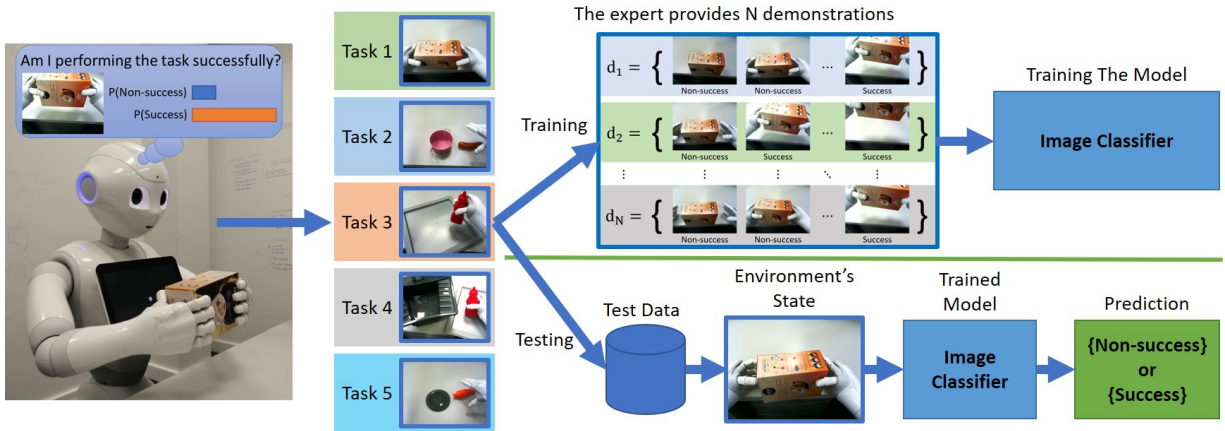 Am I performing the task successfully?
P(Non-success)
P(Success)
Task 1
Task 2
Task 3
Task 4
Task 5
Training
Testing
The expert provides N demonstrations
d₁ = { ... }
Non-success Non-success Success
d₂ = { ... }
Non-success Success Success
d_N = { ... }
Non-success Non-success Success
Training The Model
Image Classifier
Test Data
Environment's
State
Trained
Model
Image
Classifier
Prediction
{Non-success}
or
{Success}